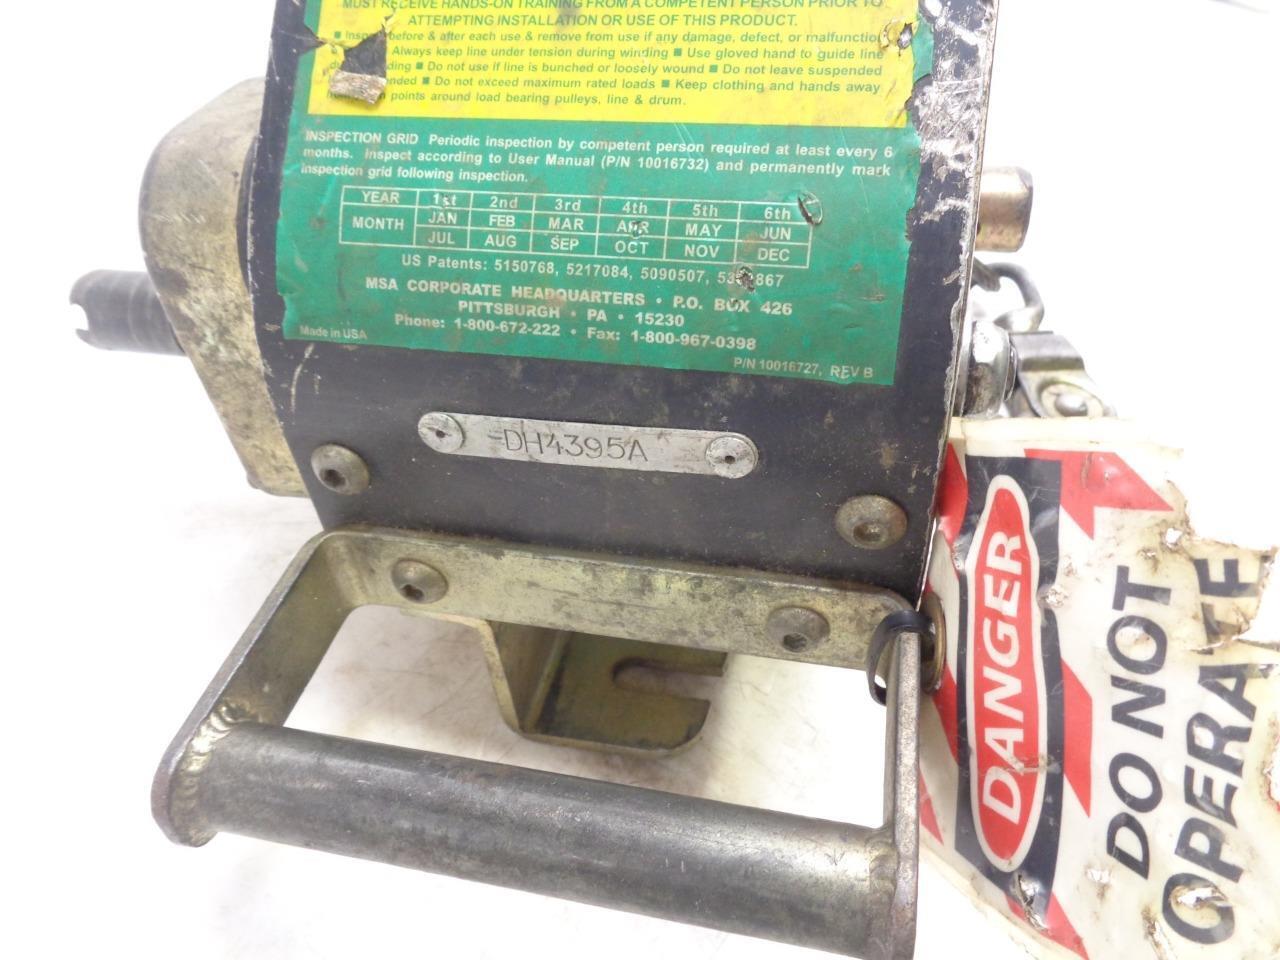 MUST RECEIVE HANDS-ON TRAINING FROM A COMPETENT PERSON PRIOR TO
ATTEMPTING INSTALLATION OR USE OF THIS PRODUCT.
■ before & after each use & remove from use if any damage, defect, or
Always keep line under tension during winding ■ Use gloved hand to guide line
■ Do not use if line is bunched or loosely wound ■ Do not leave suspended
■ Do not exceed maximum rated loads ■ Keep clothing and hands away
points around load bearing pulleys, line & drum.
INSPECTION GRID Periodic inspection by competent person required at least every 6
months. Inspect according to User Manual (P/N 10016732) and permanently mark
inspection grid following inspection.
YEAR 1st 2nd 3rd 4th 5th 6th
MONTH JAN FEB MAR APR MAY JUN
JUL AUG SEP OCT NOV DEC
US Patents: 5150768, 5217084, 5090507,
MSA CORPORATE HEADQUARTERS • P.O. BOX 426
PITTSBURGH • PA • 15230
Phone: 1-800-672-222 • Fax: 1-800-967-0398
Made in USA
P/N 10016727, REV B
DH4395A
DANGER
DO NOT
OPERATE